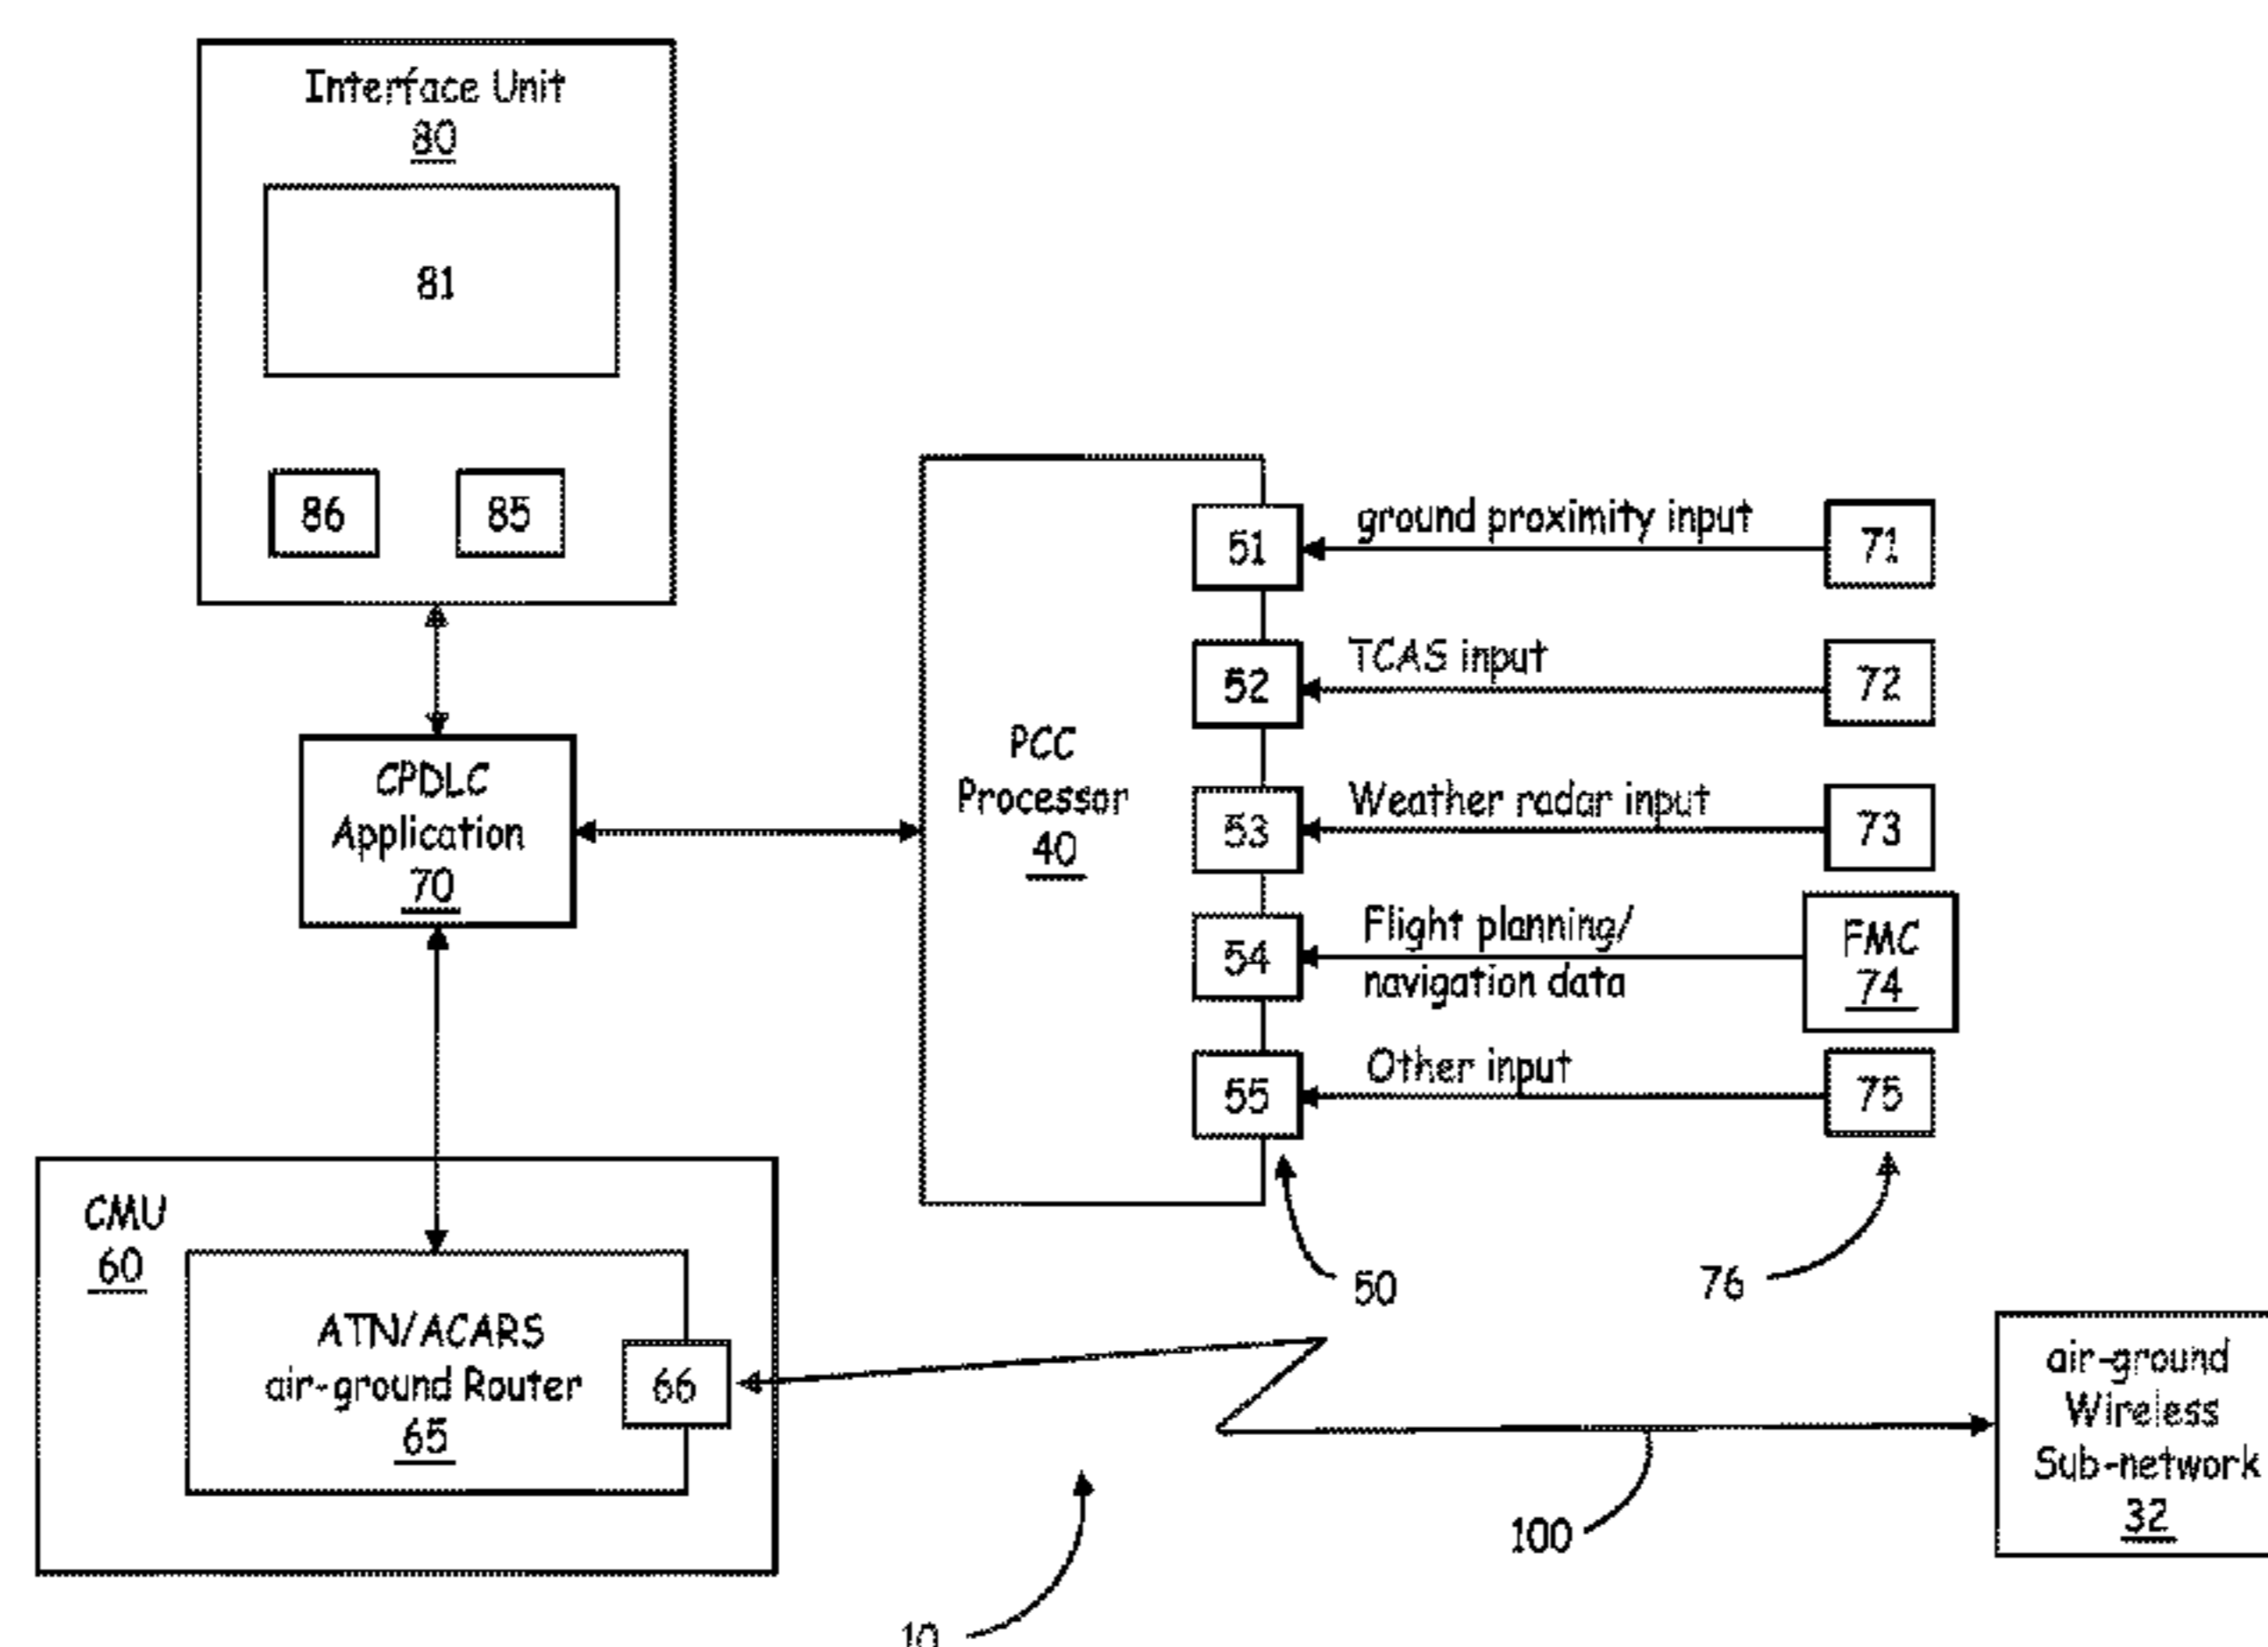 Interface Unit
80
81
86
85
CPDLC
Application
70
PCC
Processor
40
51
ground proximity input
71
52
TCAS input
72
53
Weather radar input
73
54
Flight planning/
navigation data
FMC
74
55
Other input
75
50
76
CMU
60
ATN/ACARS
air-ground Router
65
66
100
air-ground
Wireless
Sub-network
32
10